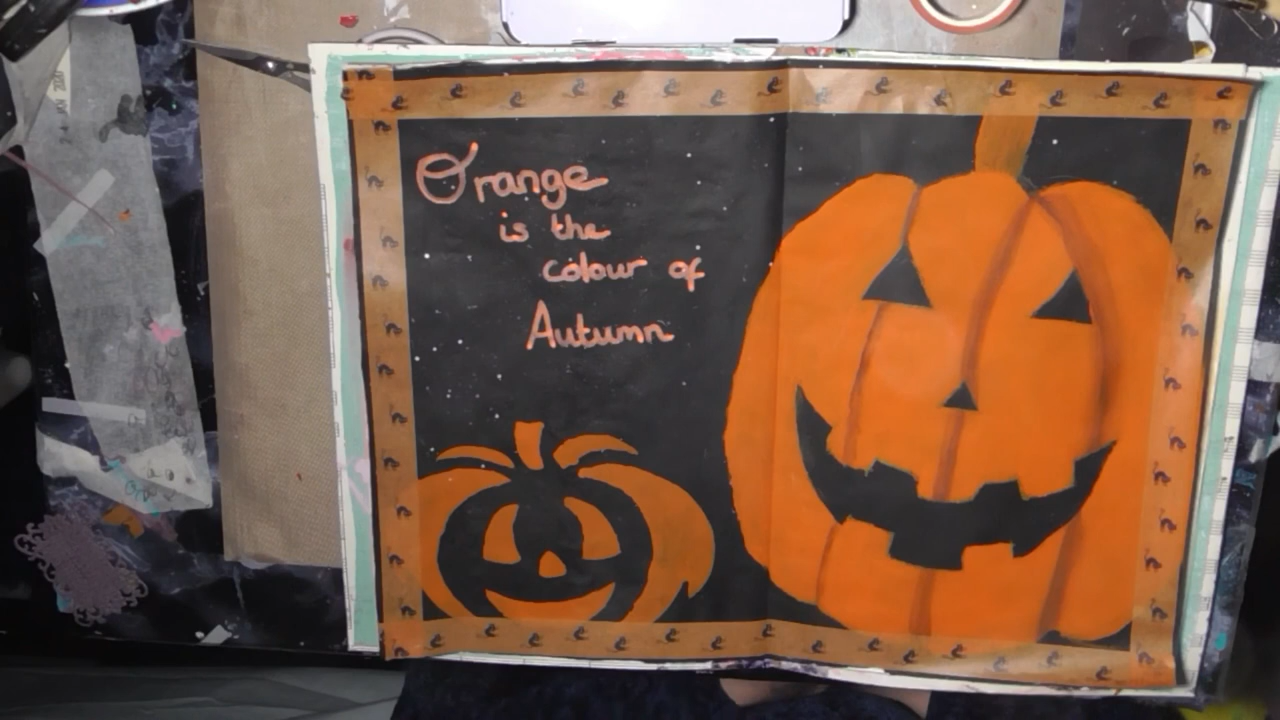 Orange
is the
colour of
Autumn